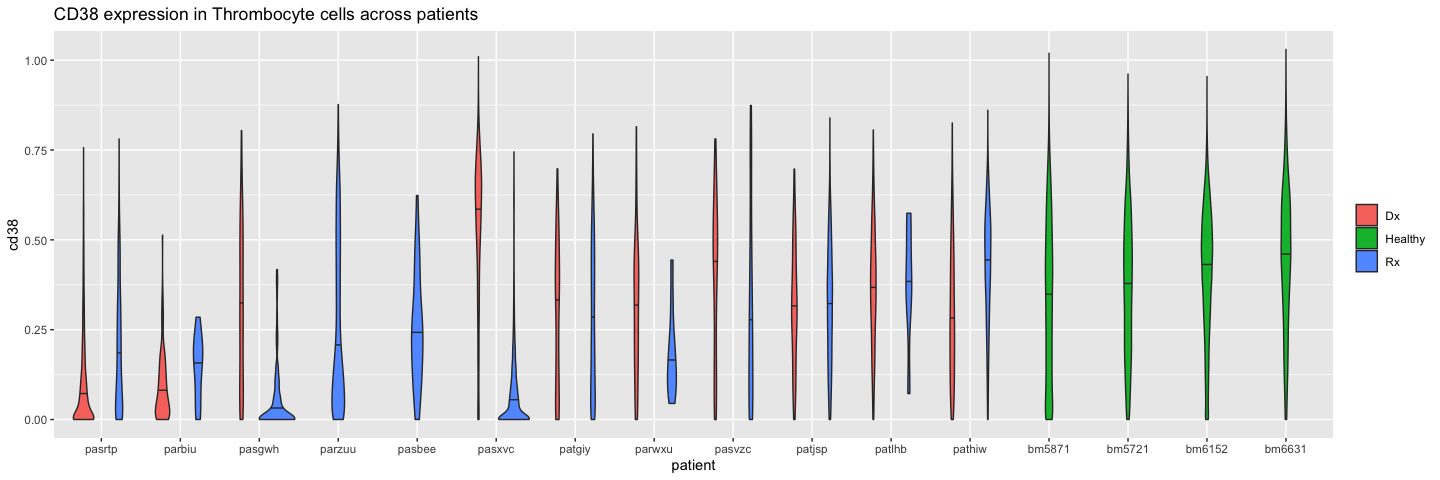 CD38 expression in Thrombocyte cells across patients
1.00
0.75
0.50
0.25
0.00
cd38
pasrtp parbiu pasgwh parzuu pasbee pasxvc patgiy parwxu pasvzc patjsp patlhb pathiw bm5871 bm5721 bm6152 bm6631
patient
Dx
Healthy
Rx